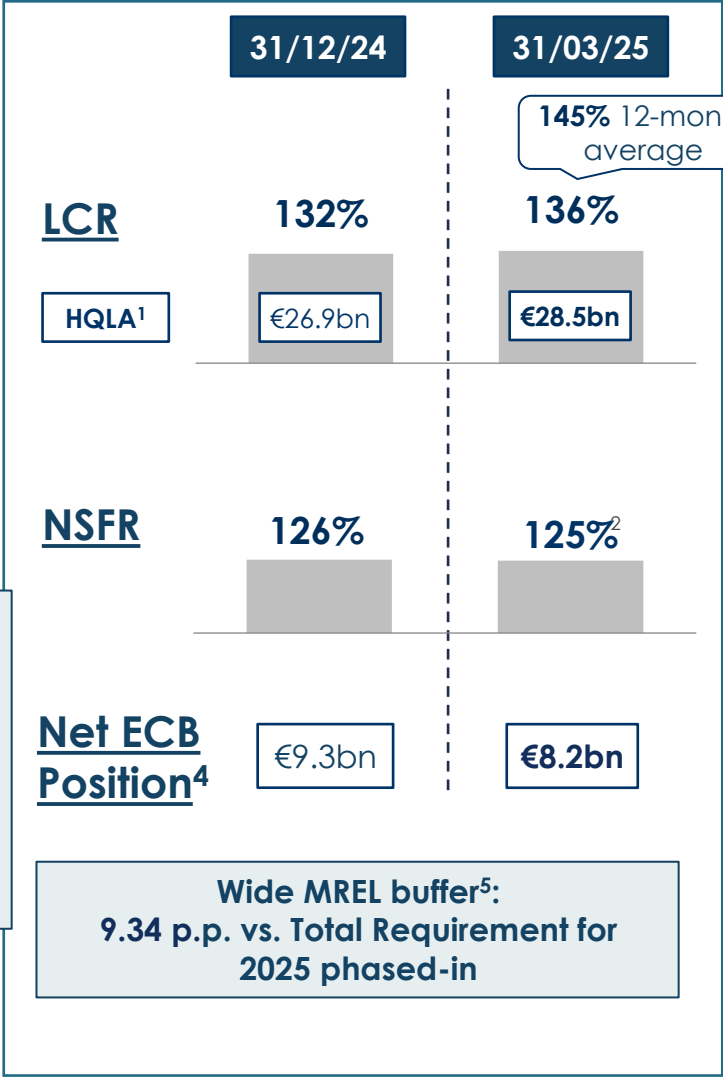 31/12/24
31/03/25
145% 12-mon
average
LCR
132%
136%
HQLA¹
€26.9bn
€28.5bn
NSFR
126%
125%²
Net ECB
Position⁴
€9.3bn
€8.2bn
Wide MREL buffer⁵:
9.34 p.p. vs. Total Requirement for
2025 phased-in